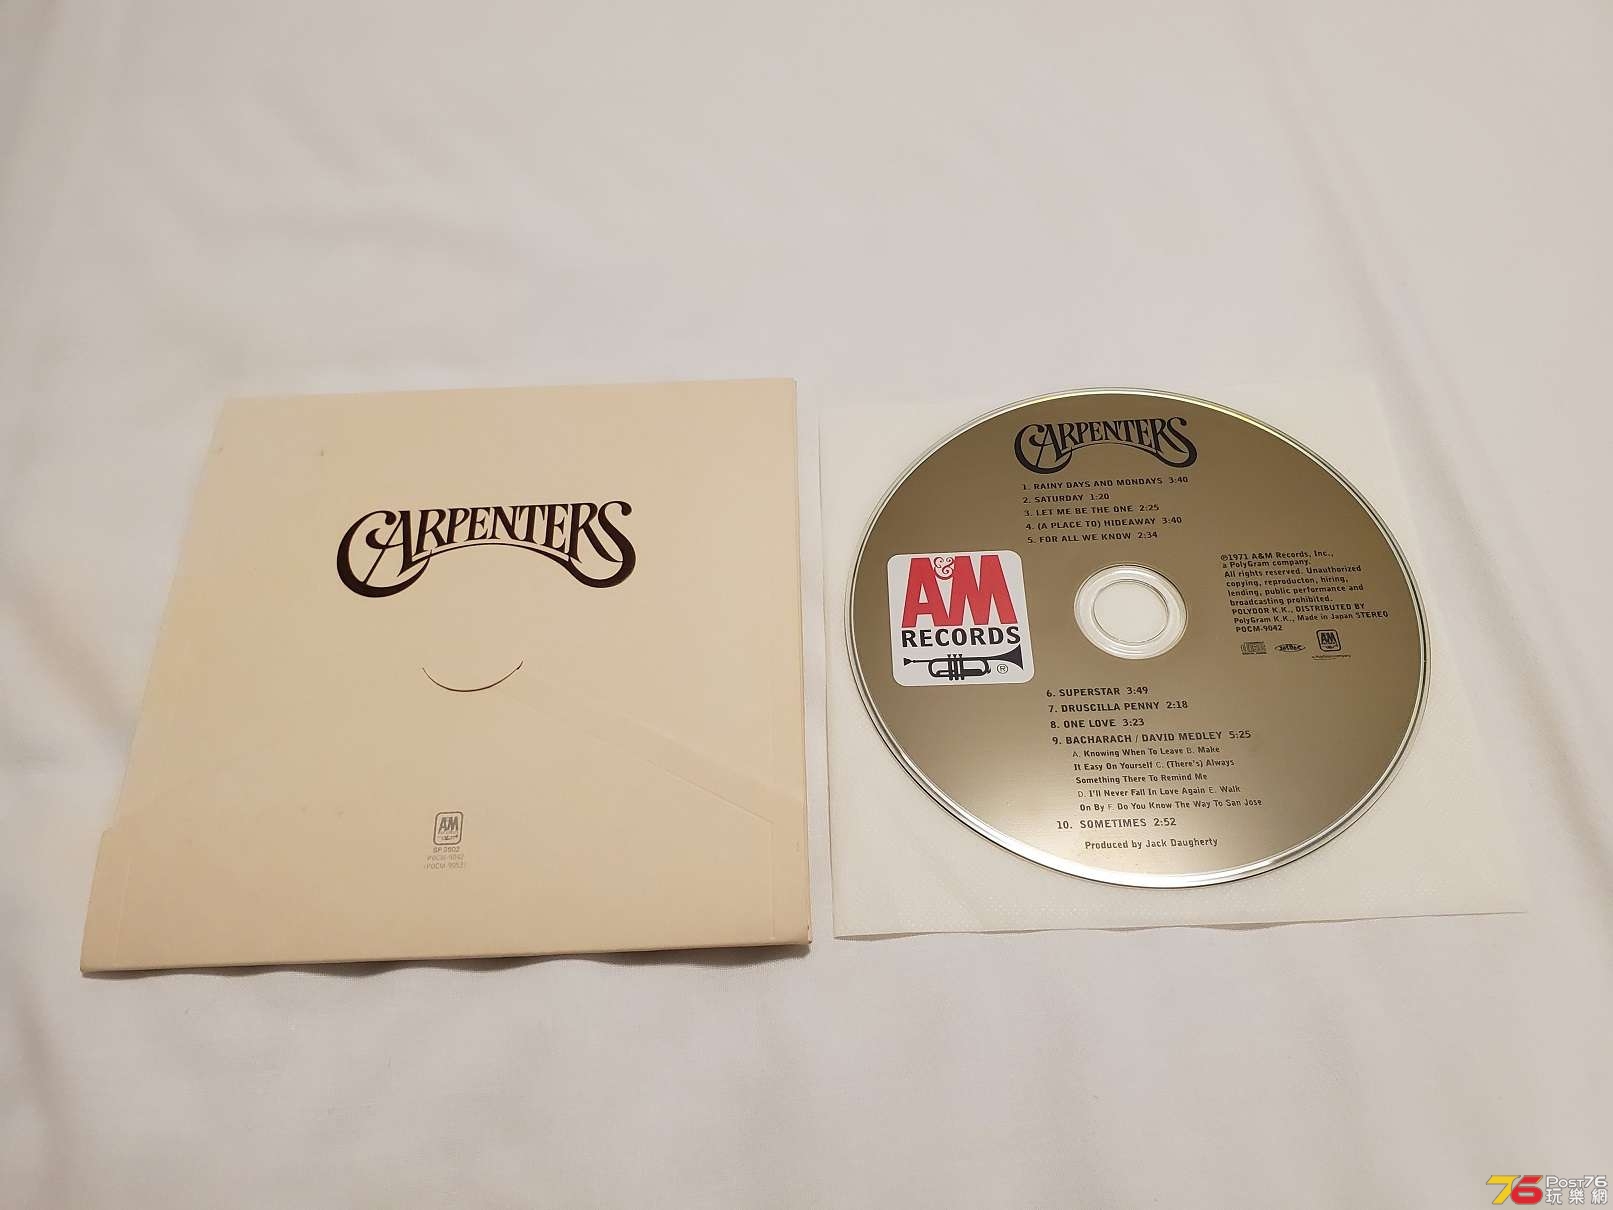 CARPENTERS
A&M
SP 3502
POCM-9042
CARPENTERS
1. RAINY DAYS AND MONDAYS 3:40
2. SATURDAY 1:20
3. LET ME BE THE ONE 2:25
4. (A PLACE TO) HIDEAWAY 3:40
5. FOR ALL WE KNOW 2:34
A&M
RECORDS
®
℗1971 A&M Records, Inc.,
a PolyGram company.
All rights reserved. Unauthorized
copying, reproducton, hiring,
lending, public performance and
broadcasting prohibited.
POLYDOR K.K., DISTRIBUTED BY
PolyGram K.K., Made in Japan STEREO
POCM-9042
A&M
6. SUPERSTAR 3:49
7. DRUSCILLA PENNY 2:18
8. ONE LOVE 3:23
9. BACHARACH / DAVID MEDLEY 5:25
A. Knowing When To Leave B. Make
It Easy On Yourself C. (There's) Always
Something There To Remind Me
D. I'll Never Fall In Love Again E. Walk
On By F. Do You Know The Way To San Jose
10. SOMETIMES 2:52
Produced by Jack Daugherty
76 Post76
玩樂網